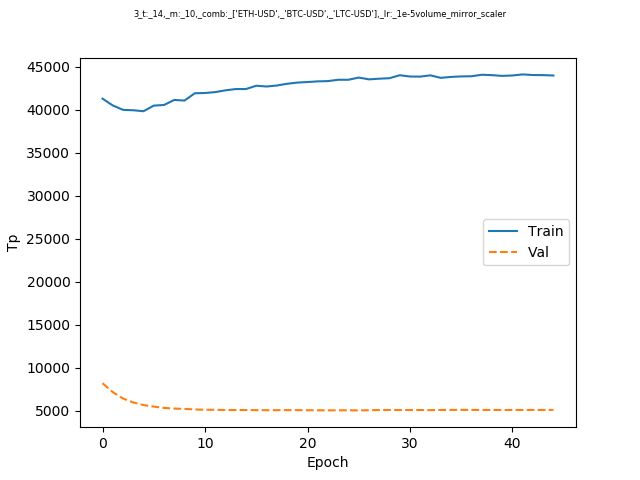 3_t:_14,_m:_10,_comb:_['ETH-USD',_'BTC-USD',_'LTC-USD'],_lr:_1e-5volume_mirror_scaler
45000
40000
35000
30000
25000
20000
15000
10000
5000
Tp
Train
Val
0 10 20 30 40
Epoch